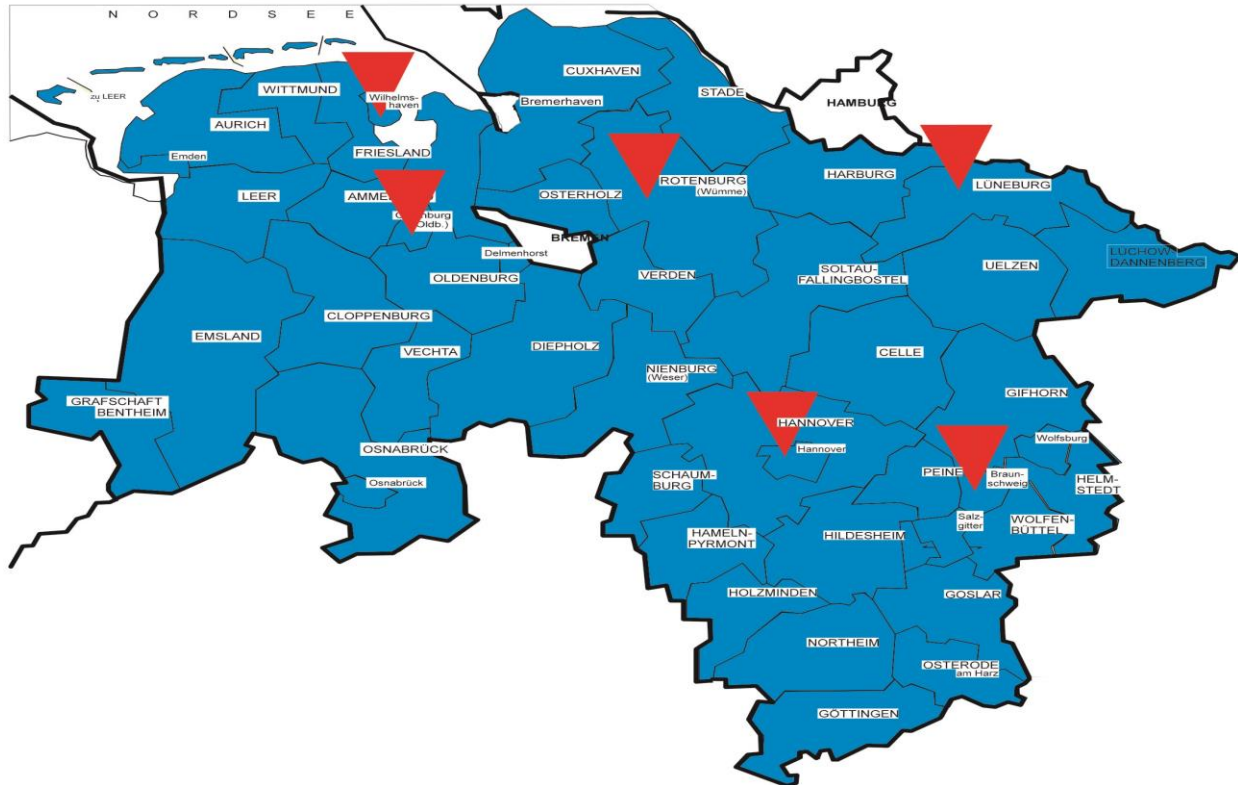 NORDSEE
zu LEER
WITTMUND
Wilhelms-
haven
CUXHAVEN
Bremerhaven
STADE
HAMBURG
AURICH
Emden
FRIESLAND
LEER
OSTERHOLZ
ROTENBURG
(Wümme)
HARBURG
LÜNEBURG
BREMEN
Delmenhorst
OLDENBURG
VERDEN
SOLTAU-
FALLINGBOSTEL
UELZEN
LÜCHOW-
DANNENBERG
EMSLAND
CLOPPENBURG
VECHTA
DIEPHOLZ
NIENBURG
(Weser)
CELLE
GIFHORN
GRAFSCHAFT
BENTHEIM
HANNOVER
Hannover
OSNABRÜCK
Osnabrück
Wolfsburg
SCHAUM-
BURG
PEINE
Braun-
schweig
HELM-
STEDT
Salz-
gitter
WOLFEN-
BÜTTEL
HAMELN-
PYRMONT
HILDESHEIM
HOLZMINDEN
GOSLAR
NORTHEIM
OSTERODE
am Harz
GÖTTINGEN